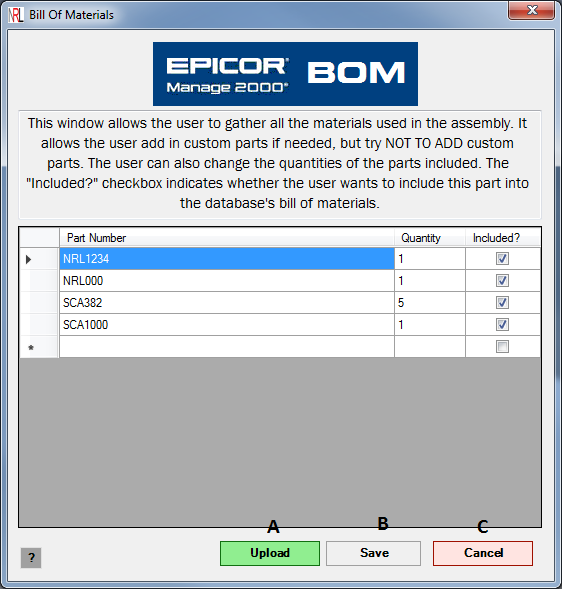 NRL Bill Of Materials
EPICOR® BOM
Manage 2000®
This window allows the user to gather all the materials used in the assembly. It
allows the user add in custom parts if needed, but try NOT TO ADD custom
parts. The user can also change the quantities of the parts included. The
"Included?" checkbox indicates whether the user wants to include this part into
the database's bill of materials.
Part Number Quantity Included?
NRL1234 1
NRL000 1
SCA382 5
SCA1000 1
*
A B C
? Upload Save Cancel